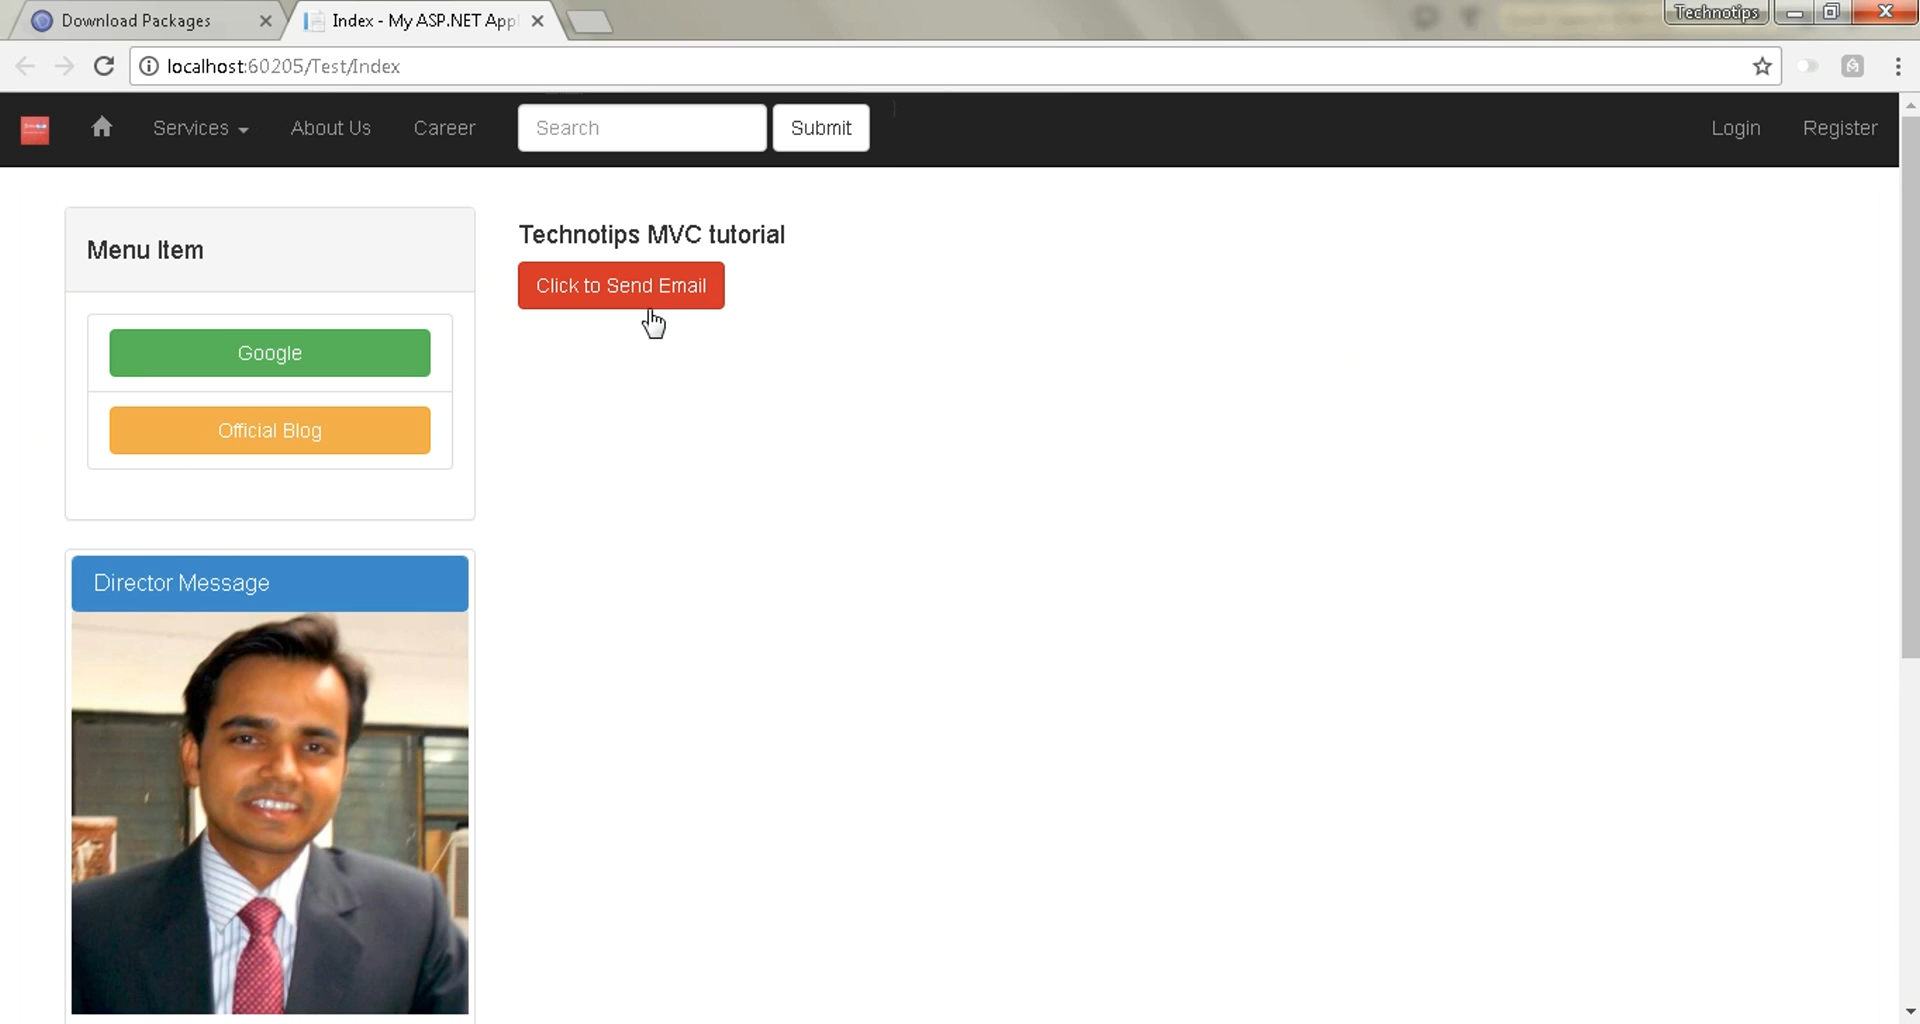 Download Packages
Index - My ASP.NET Appl
Technotips
localhost:60205/Test/Index
Services
About Us
Career
Search
Submit
Login
Register
Menu Item
Google
Official Blog
Technotips MVC tutorial
Click to Send Email
Director Message